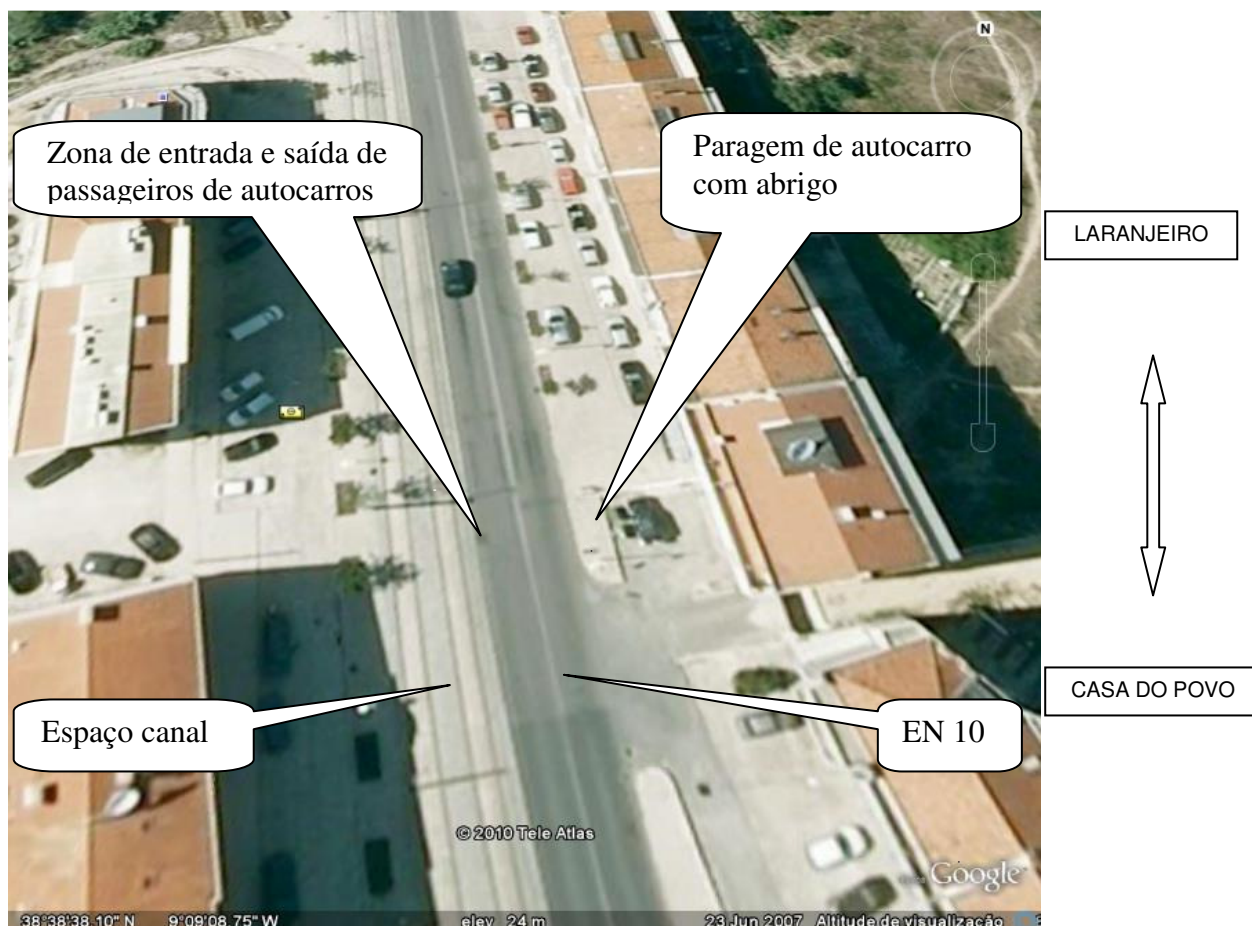 N
Zona de entrada e saída de
passageiros de autocarros
Paragem de autocarro
com abrigo
LARANJEIRO
Espaço canal
EN 10
CASA DO POVO
© 2010 Tele Atlas
Google
38°38'38.10" N 9°09'08.75" W elev 24 m 23 Jun 2007 Altitude de visualização